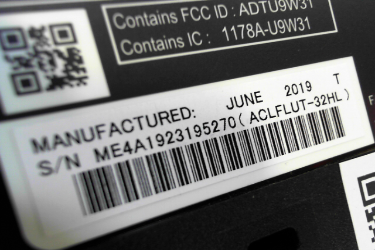 Contains FCC ID : ADTU9W31
Contains IC : 1178A-U9W31
MANUFACTURED: JUNE 2019 T
S/N ME4A1923195270(ACLFLUT-32HL)
F